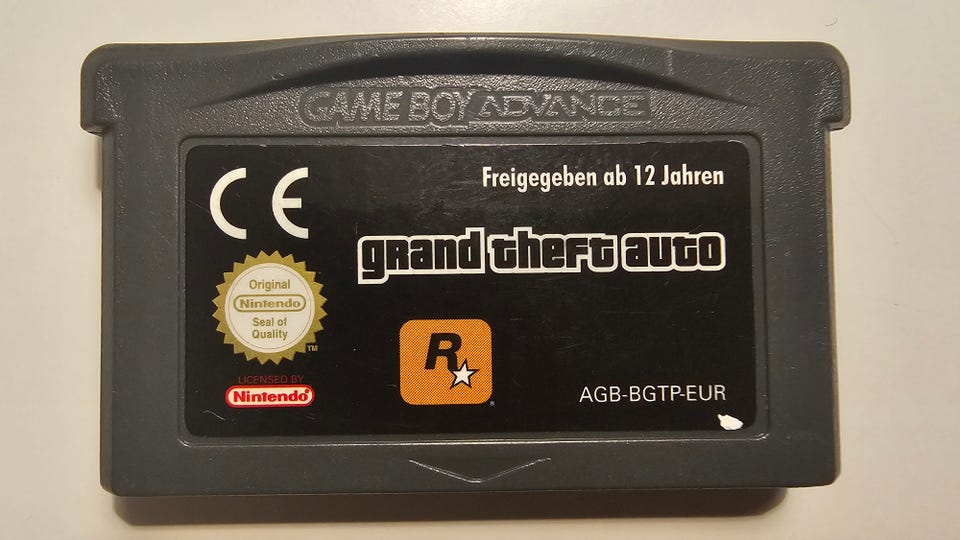 GAME BOY ADVANCE
CE
Freigegeben ab 12 Jahren
grand theft auto
Original
Nintendo
Seal of
Quality
TM
LICENSED BY
Nintendo®
R
®
AGB-BGTP-EUR